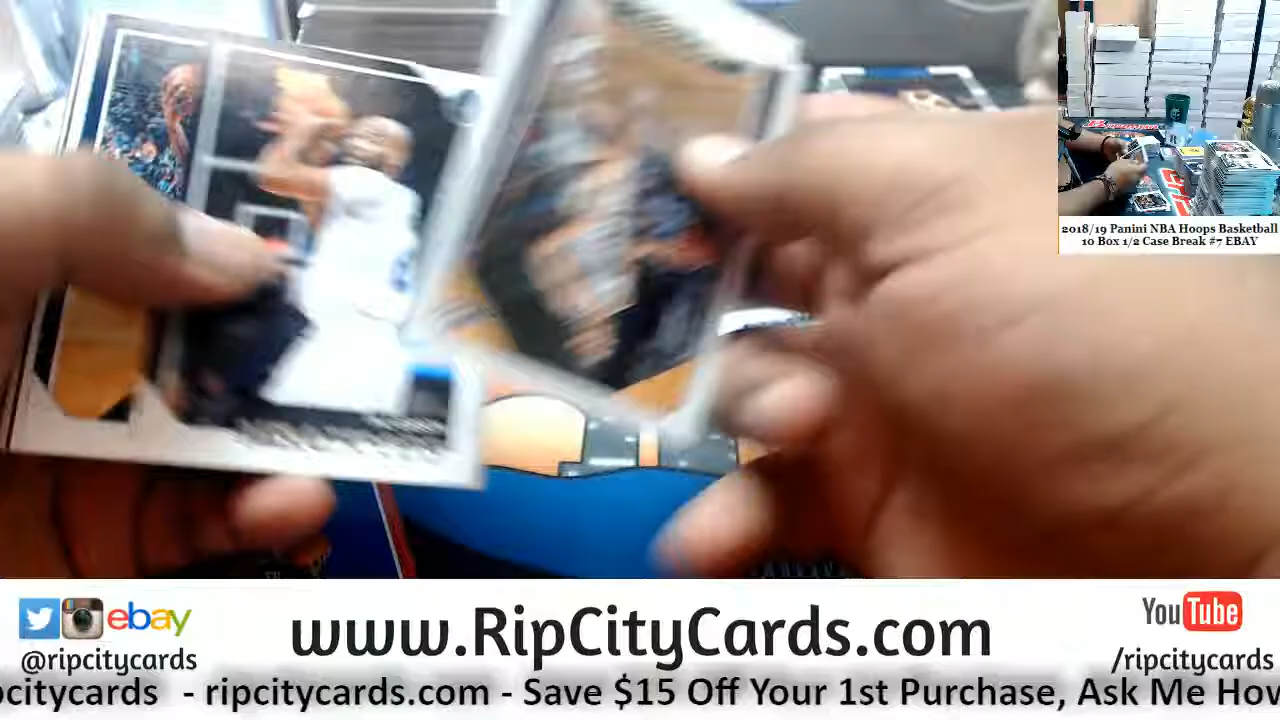 2018/19 Panini NBA Hoops Basketball
10 Box 1/2 Case Break #7 EBAY
ebay
@ripcitycards
www.RipCityCards.com
YouTube
/ripcitycards
pcitycards - ripcitycards.com - Save $15 Off Your 1st Purchase, Ask Me How